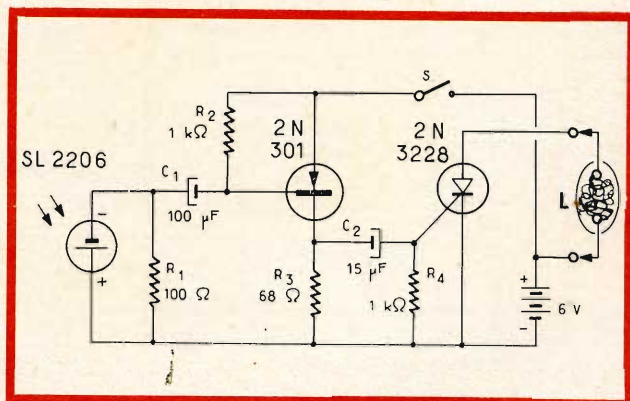 SL 2206
R2
1 kΩ
C1
100 µF
R1
100 Ω
2N
301
C2
15 µF
R3
68 Ω
R4
1 kΩ
S
2N
3228
L
6 V
-
+
+
-